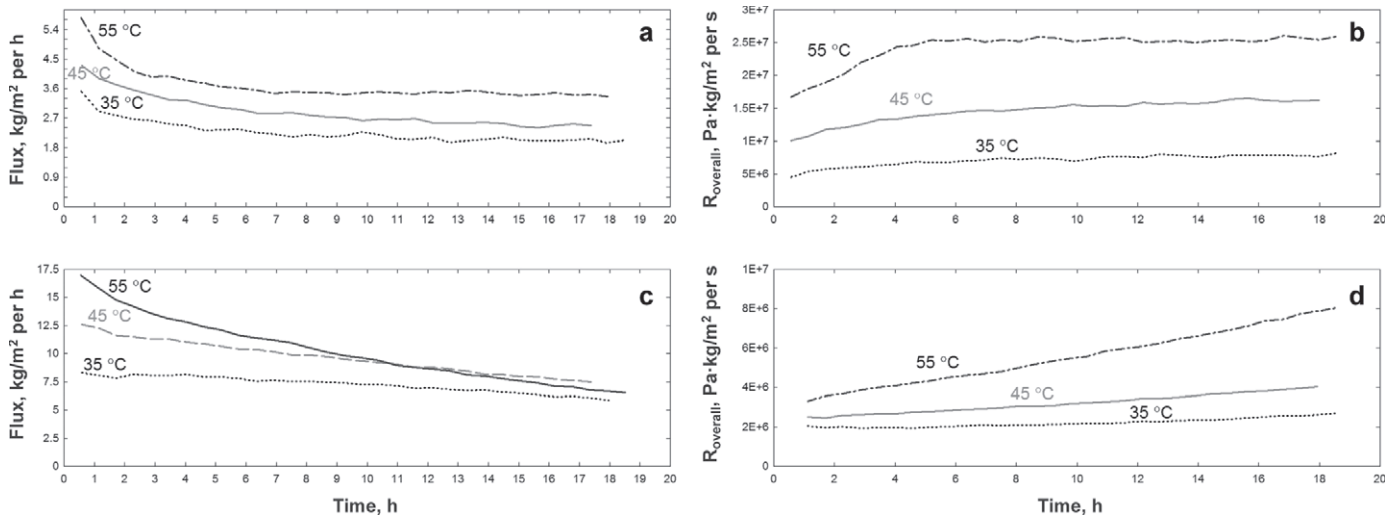 a
Flux, kg/m² per h
5.4
4.5
3.6
2.7
1.8
0.9
0
55 °C
45 °C
35 °C
0 1 2 3 4 5 6 7 8 9 10 11 12 13 14 15 16 17 18 19 20
b
R_overall, Pa·kg/m² per s
3E+7
2.5E+7
2E+7
1.5E+7
1E+7
5E+6
0
55 °C
45 °C
35 °C
0 2 4 6 8 10 12 14 16 18 20
c
Flux, kg/m² per h
17.5
15
12.5
10
7.5
5
2.5
0
55 °C
45 °C
35 °C
0 1 2 3 4 5 6 7 8 9 10 11 12 13 14 15 16 17 18 19 20
Time, h
d
R_overall, Pa·kg/m² per s
1E+7
8E+6
6E+6
4E+6
2E+6
0
55 °C
45 °C
35 °C
0 2 4 6 8 10 12 14 16 18 20
Time, h